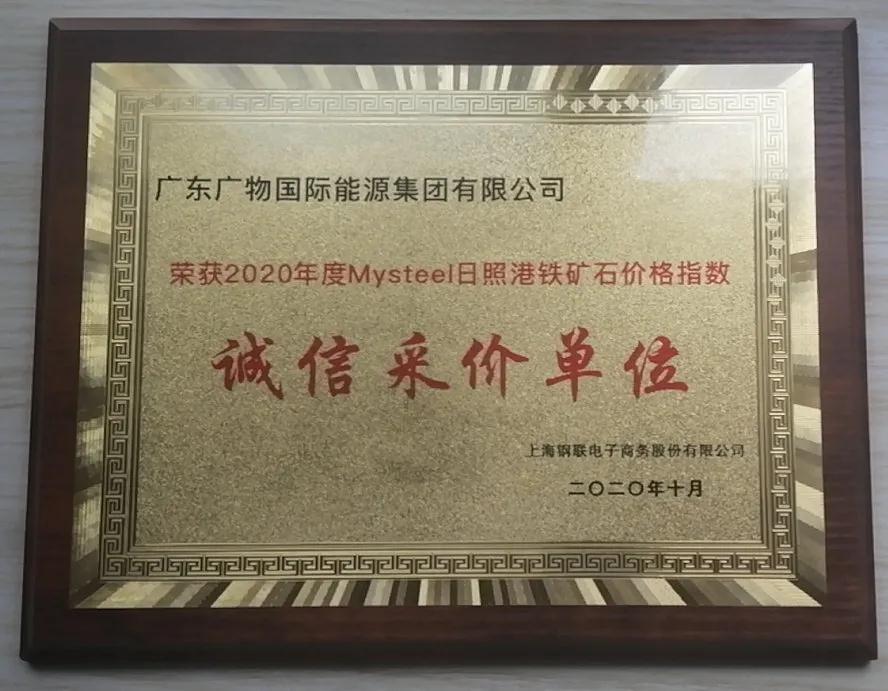 广东广物国际能源集团有限公司
荣获2020年度Mysteel日照港铁矿石价格指数
诚信采价单位
上海钢联电子商务股份有限公司
二〇二〇年十月